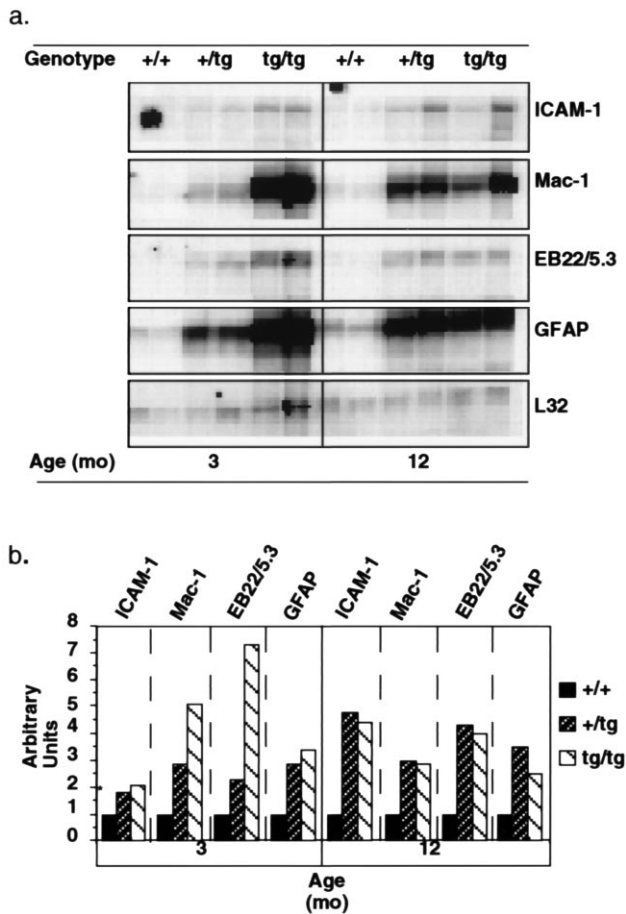 a.
Genotype +/+ +/tg tg/tg +/+ +/tg tg/tg
ICAM-1
Mac-1
EB22/5.3
GFAP
L32
Age (mo) 3 12
b.
ICAM-1 Mac-1 EB22/5.3 GFAP ICAM-1 Mac-1 EB22/5.3 GFAP
8
7
6
5
4
3
2
1
0
Arbitrary
Units
+/+
+/tg
tg/tg
3 12
Age
(mo)